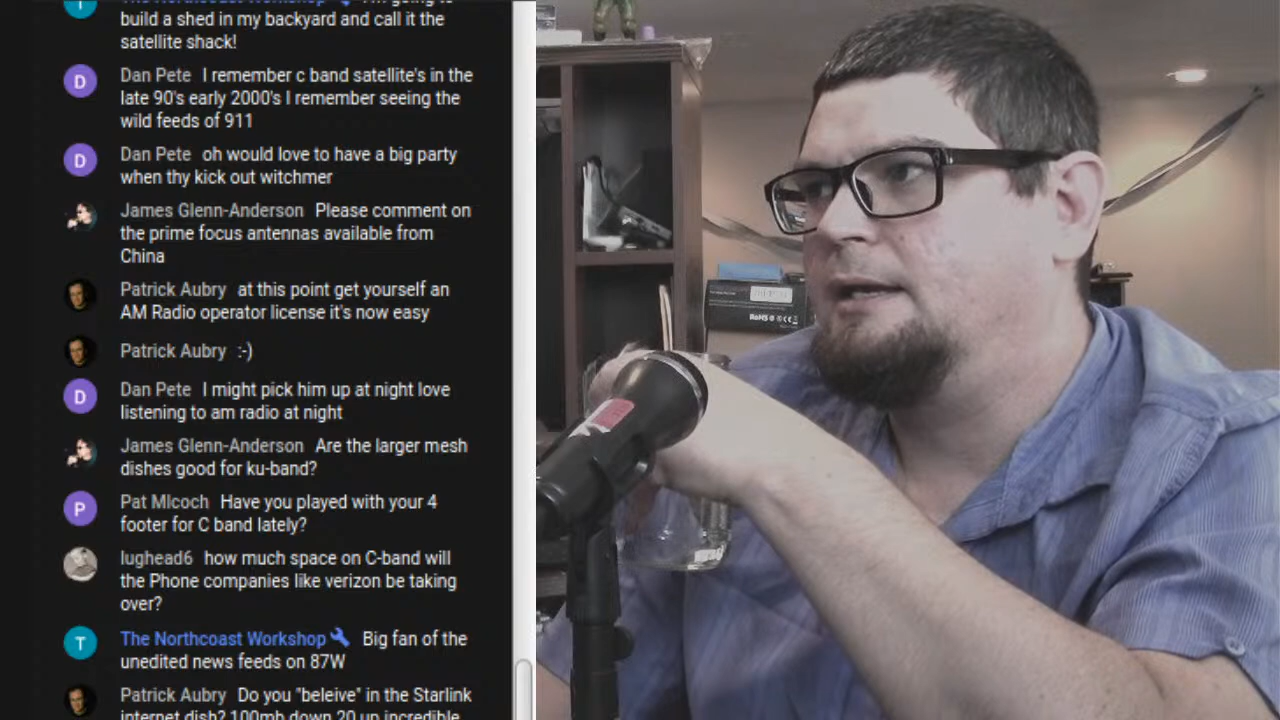 build a shed in my backyard and call it the
satellite shack!
D
Dan Pete I remember c band satellite's in the
late 90's early 2000's I remember seeing the
wild feeds of 911
D
Dan Pete oh would love to have a big party
when thy kick out witchmer
James Glenn-Anderson Please comment on
the prime focus antennas available from
China
Patrick Aubry at this point get yourself an
AM Radio operator license it's now easy
Patrick Aubry :-)
D
Dan Pete I might pick him up at night love
listening to am radio at night
James Glenn-Anderson Are the larger mesh
dishes good for ku-band?
P
Pat Mlcoch Have you played with your 4
footer for C band lately?
lughead6 how much space on C-band will
the Phone companies like verizon be taking
over?
T
The Northcoast Workshop Big fan of the
unedited news feeds on 87W
Patrick Aubry Do you "beleive" in the Starlink
internet dish? 100mb down 20 up incredible
RoHS